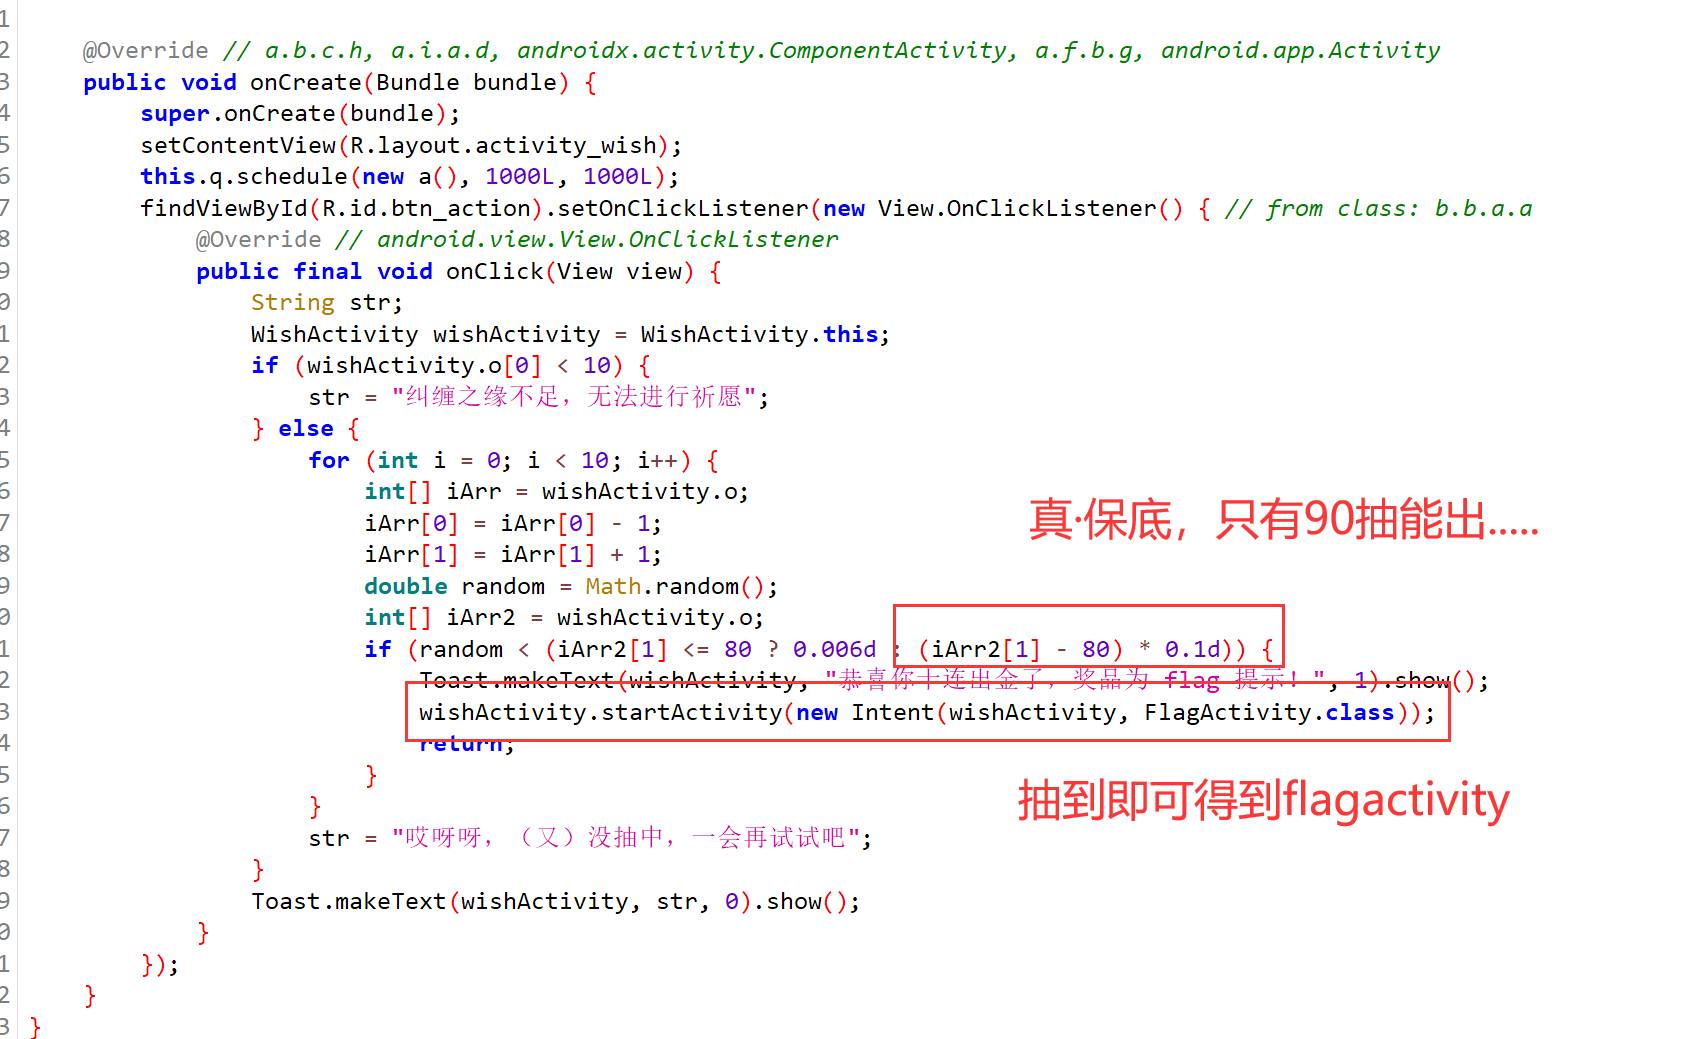 1
2 @Override // a.b.c.h, a.i.a.d, androidx.activity.ComponentActivity, a.f.b.g, android.app.Activity
3 public void onCreate(Bundle bundle) {
4 super.onCreate(bundle);
5 setContentView(R.layout.activity_wish);
6 this.q.schedule(new a(), 1000L, 1000L);
7 findViewById(R.id.btn_action).setOnClickListener(new View.OnClickListener() { // from class: b.b.a.a
8 @Override // android.view.View.OnClickListener
9 public final void onClick(View view) {
0 String str;
1 WishActivity wishActivity = WishActivity.this;
2 if (wishActivity.o[0] < 10) {
3 str = "纠缠之缘不足，无法进行祈愿";
4 } else {
5 for (int i = 0; i < 10; i++) {
6 int[] iArr = wishActivity.o;
7 iArr[0] = iArr[0] - 1;
真·保底，只有90抽能出.....
8 iArr[1] = iArr[1] + 1;
9 double random = Math.random();
0 int[] iArr2 = wishActivity.o;
1 if (random < (iArr2[1] <= 80 ? 0.006d : (iArr2[1] - 80) * 0.1d)) {
2 Toast.makeText(wishActivity, "恭喜你十连出金了，奖品为 flag 提示！", 1).show();
3 wishActivity.startActivity(new Intent(wishActivity, FlagActivity.class));
4 return;
5 }
抽到即可得到flagactivity
6 }
7 str = "哎呀呀，（又）没抽中，一会再试试吧";
8 }
9 Toast.makeText(wishActivity, str, 0).show();
0 }
1 });
2 }
3 }